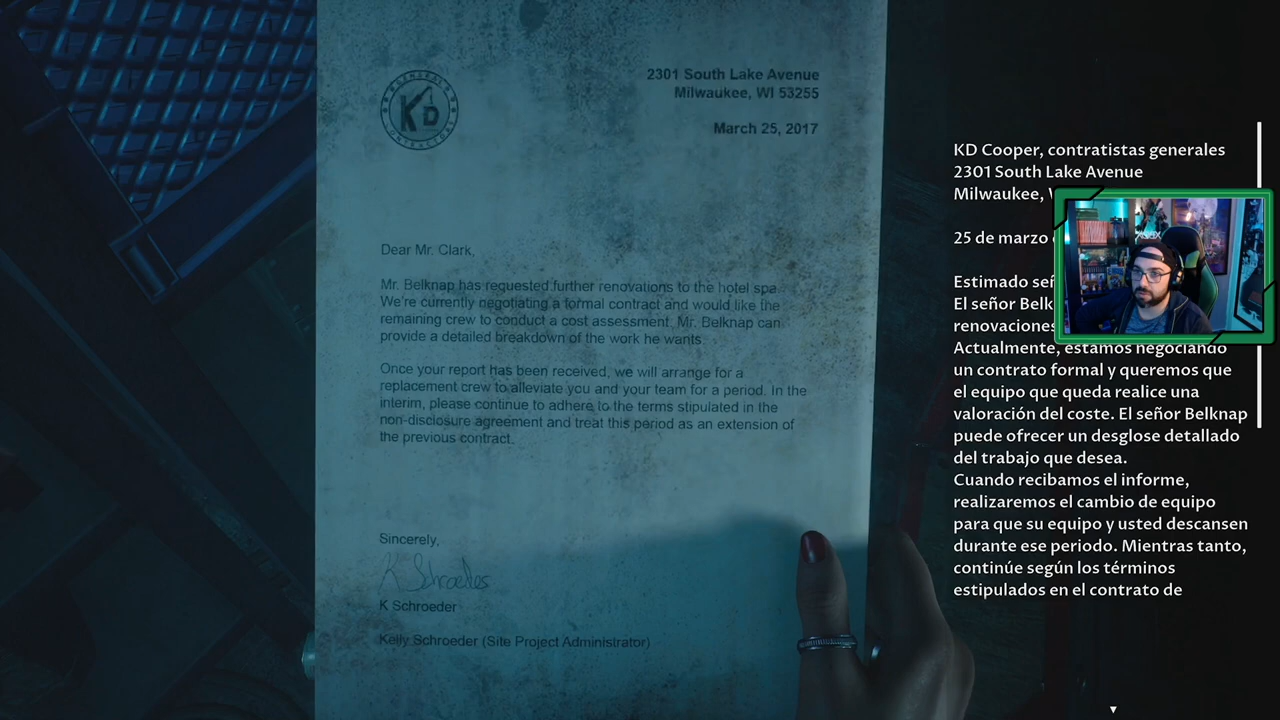 GENERAL
KD
CONTRACTORS
2301 South Lake Avenue
Milwaukee, WI 53255
March 25, 2017
Dear Mr. Clark,
Mr. Belknap has requested further renovations to the hotel spa.
We're currently negotiating a formal contract and would like the
remaining crew to conduct a cost assessment. Mr. Belknap can
provide a detailed breakdown of the work he wants.
Once your report has been received, we will arrange for a
replacement crew to alleviate you and your team for a period. In the
interim, please continue to adhere to the terms stipulated in the
non-disclosure agreement and treat this period as an extension of
the previous contract.
Sincerely,
K Schroeder
K Schroeder
Kelly Schroeder (Site Project Administrator)
KD Cooper, contratistas generales
2301 South Lake Avenue
Milwaukee,
25 de marzo
Estimado
El señor
renovaciones
Actualmente, estamos negociando
un contrato formal y queremos que
el equipo que queda realice una
valoración del coste. El señor Belknap
puede ofrecer un desglose detallado
del trabajo que desea.
Cuando recibamos el informe,
realizaremos el cambio de equipo
para que su equipo y usted descansen
durante ese periodo. Mientras tanto,
continúe según los términos
estipulados en el contrato de